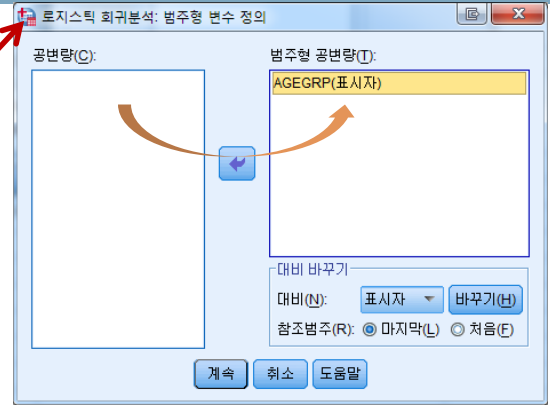 로지스틱 회귀분석: 범주형 변수 정의
공변량(C):
범주형 공변량(T):
AGEGRP(표시자)
대비 바꾸기
대비(N): 표시자 바꾸기(H)
참조범주(R): 마지막(L) 처음(F)
계속 취소 도움말